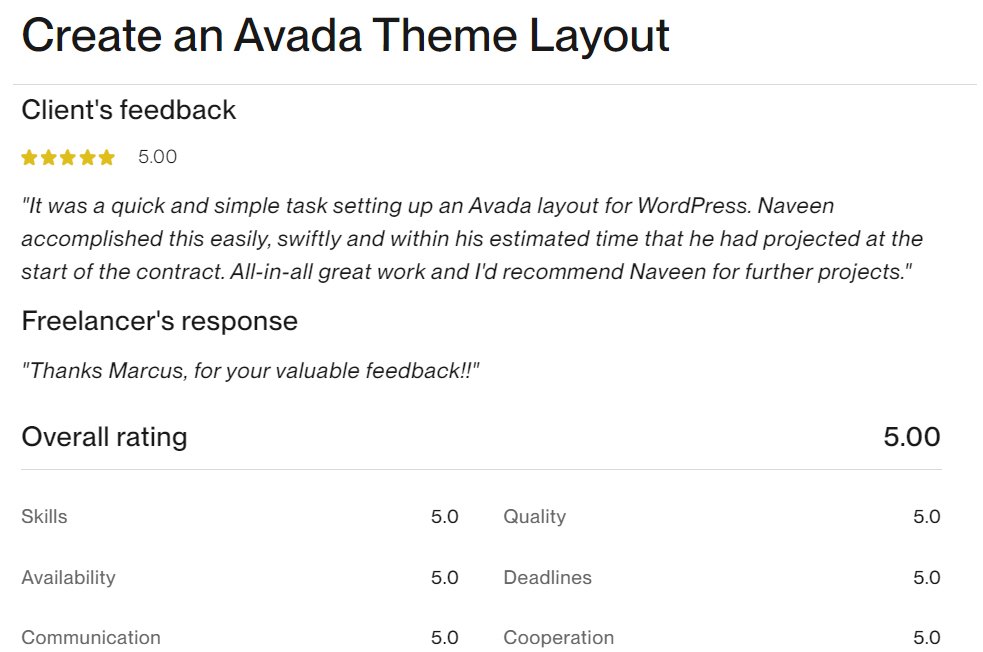 Create an Avada Theme Layout
Client's feedback
5.00
"It was a quick and simple task setting up an Avada layout for WordPress. Naveen
accomplished this easily, swiftly and within his estimated time that he had projected at the
start of the contract. All-in-all great work and I'd recommend Naveen for further projects."
Freelancer's response
"Thanks Marcus, for your valuable feedback!!"
Overall rating 5.00
Skills 5.0 Quality 5.0
Availability 5.0 Deadlines 5.0
Communication 5.0 Cooperation 5.0